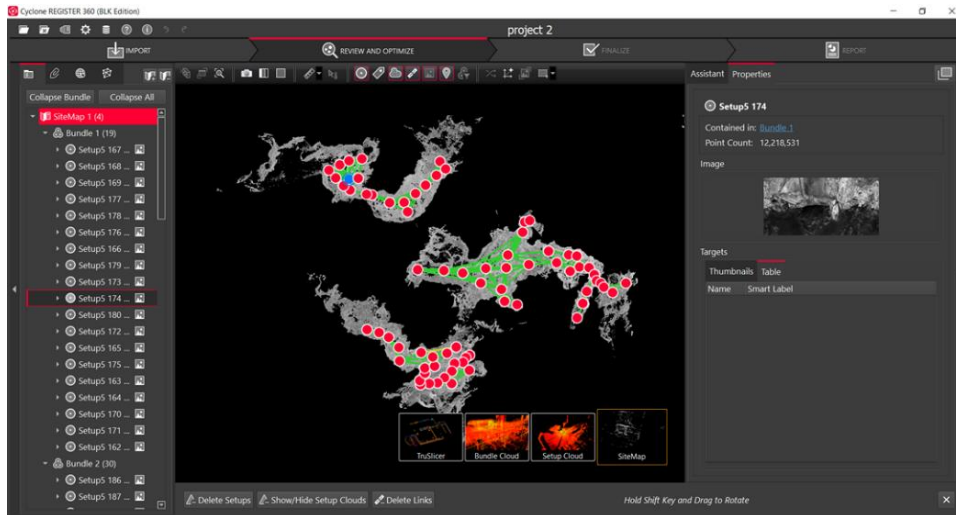 Cyclone REGISTER 360 (BLK Edition)
project 2
IMPORT
REVIEW AND OPTIMIZE
FINALIZE
REPORT
Collapse Bundle Collapse All
SiteMap 1 (4)
Bundle 1 (19)
Setup5 167 ...
Setup5 168 ...
Setup5 169 ...
Setup5 177 ...
Setup5 178 ...
Setup5 176 ...
Setup5 166 ...
Setup5 179 ...
Setup5 173 ...
Setup5 174 ...
Setup5 180 ...
Setup5 172 ...
Setup5 165 ...
Setup5 175 ...
Setup5 163 ...
Setup5 164 ...
Setup5 170 ...
Setup5 171 ...
Setup5 162 ...
Bundle 2 (30)
Setup5 186 ...
Setup5 187 ...
TruSlicer
Bundle Cloud
Setup Cloud
SiteMap
Delete Setups Show/Hide Setup Clouds Delete Links
Hold Shift Key and Drag to Rotate
Assistant Properties
Setup5 174
Contained in: Bundle 1
Point Count: 12,218,531
Image
Targets
Thumbnails Table
Name Smart Label